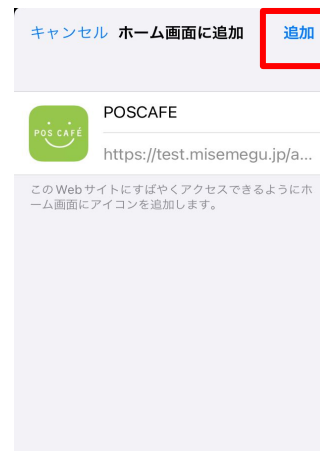 キャンセル ホーム画面に追加 追加
POSCAFE
POS CAFÉ
https://test.misemegu.jp/a...
このWebサイトにすばやくアクセスできるようにホ
ーム画面にアイコンを追加します。